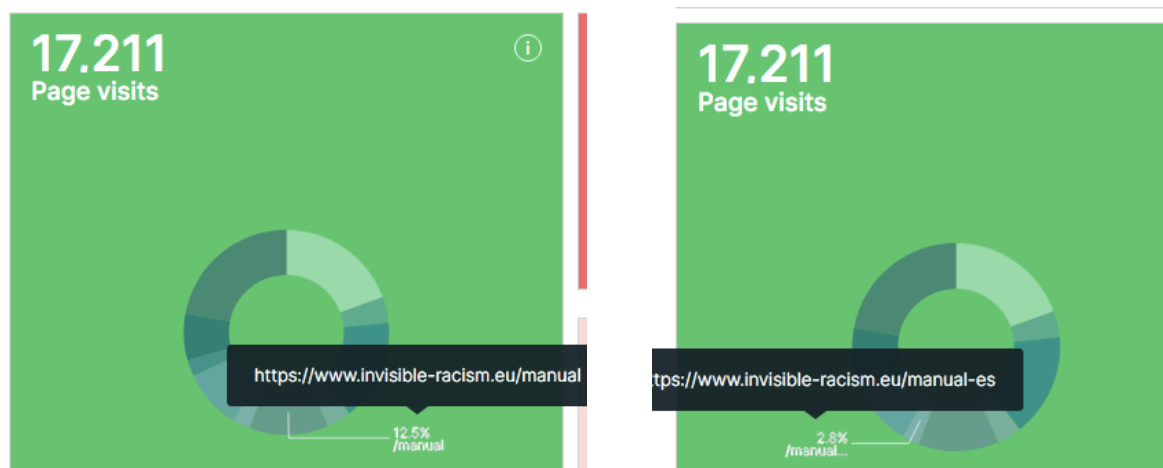 17,211
Page visits
https://www.invisible-racism.eu/manual
12.5%
/manual
17,211
Page visits
tps://www.invisible-racism.eu/manual-es
2.8%
/manual...